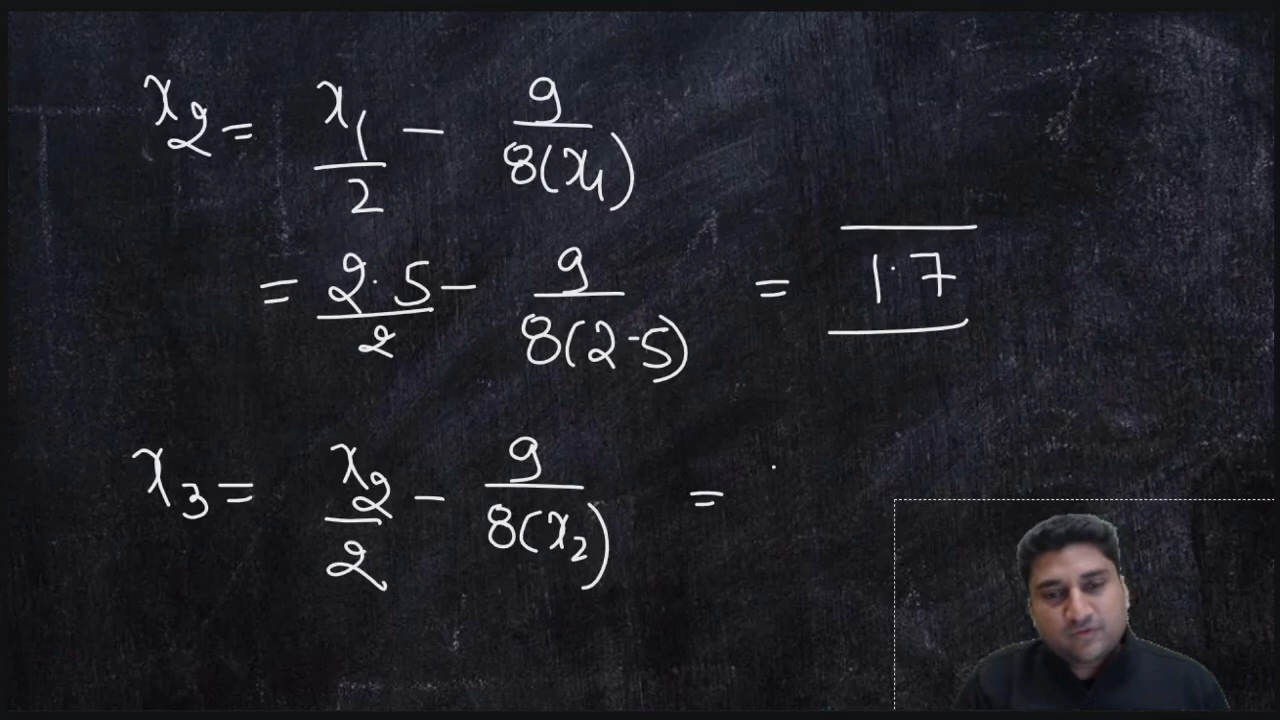 x₂ = x₁/2 − 9/8(x₁)
= 2.5/2 − 9/8(2.5) = 1.7
x₃ = x₂/2 − 9/8(x₂) =